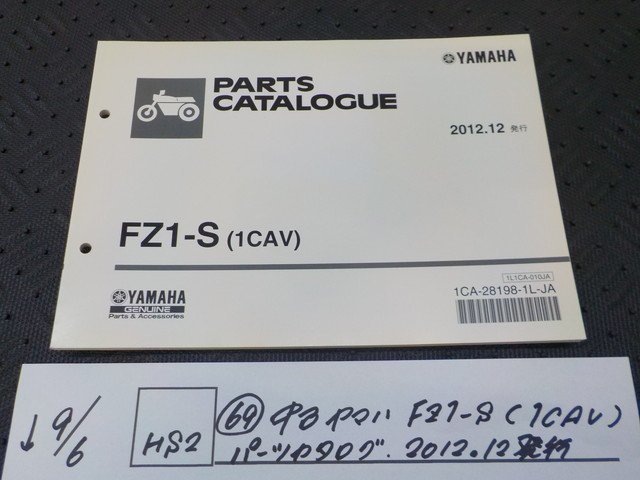 YAMAHA
PARTS
CATALOGUE
2012.12 発行
FZ1-S (1CAV)
1L1CA-010JA
1CA-28198-1L-JA
YAMAHA
GENUINE
Parts & Accessories
↓9/6
HS2
69 中古 ヤマハ FZ1-S (1CAV)
パーツカタログ. 2012.12発行